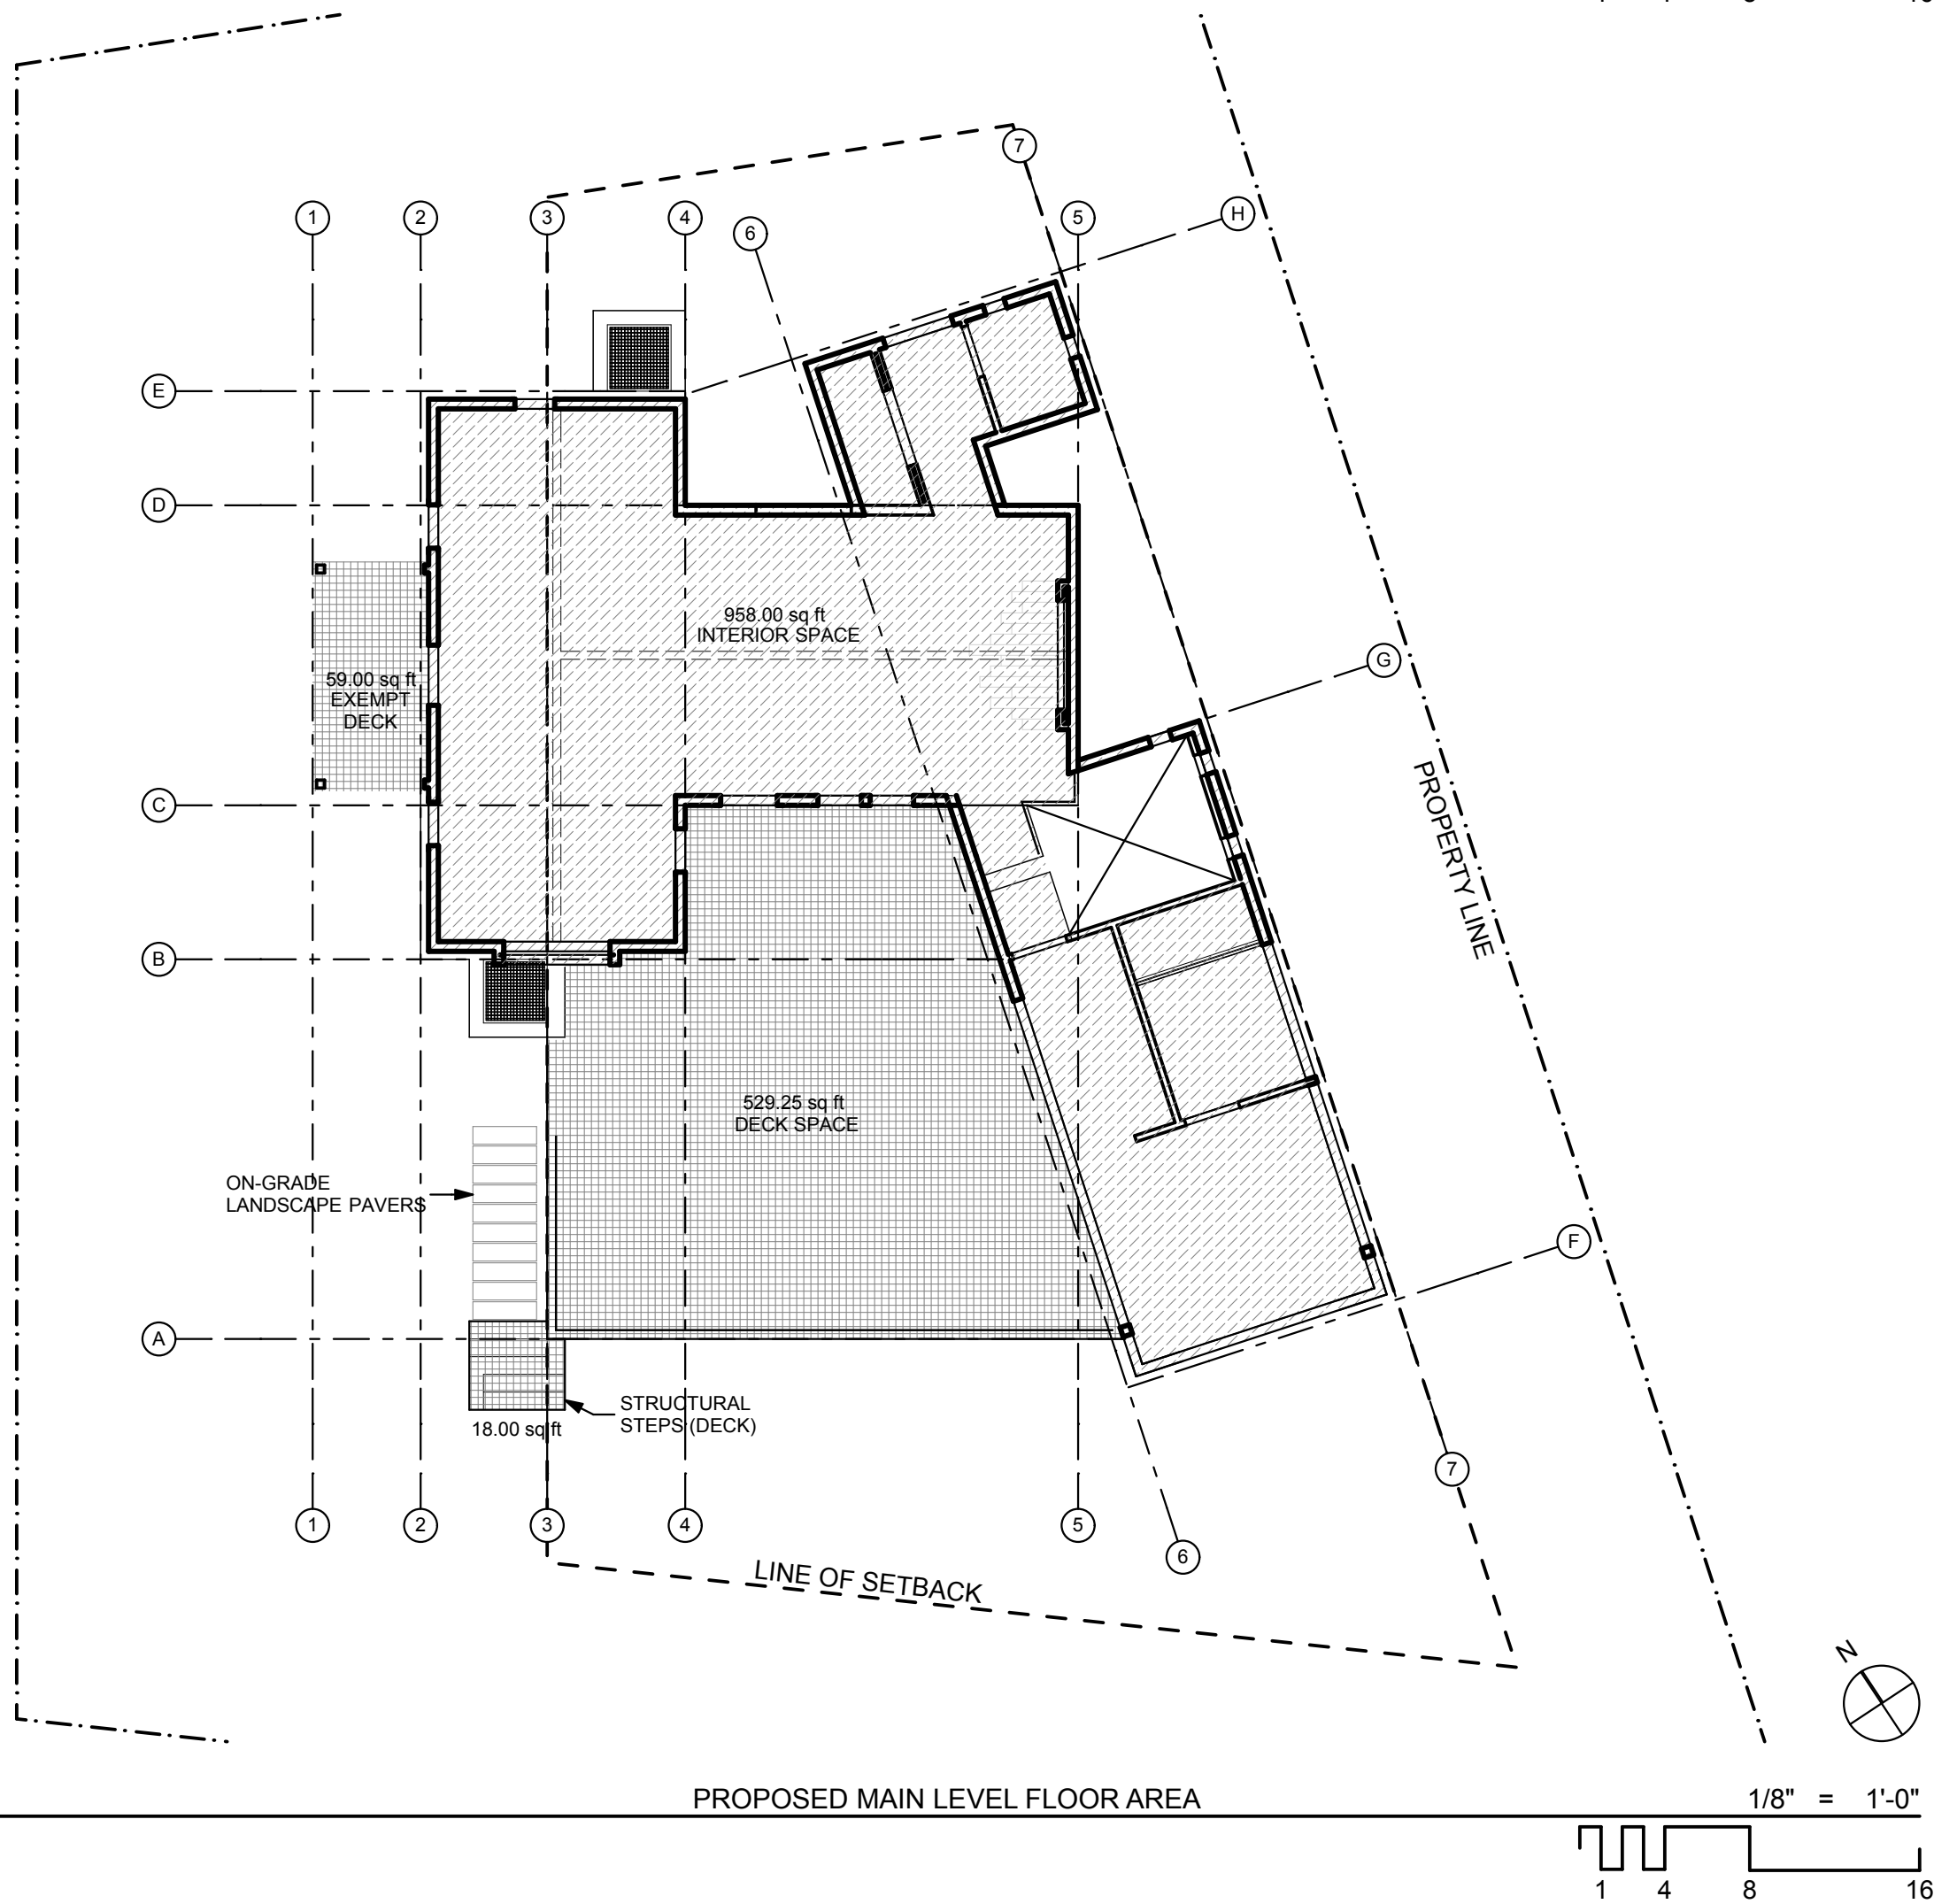 7
H
1
2
3
4
6
5
E
D
958.00 sq ft
INTERIOR SPACE
G
59.00 sq ft
EXEMPT
DECK
C
PROPERTY LINE
B
529.25 sq ft
DECK SPACE
ON-GRADE
LANDSCAPE PAVERS
F
A
STRUCTURAL
STEPS (DECK)
18.00 sq ft
7
1
2
3
4
5
6
LINE OF SETBACK
N
PROPOSED MAIN LEVEL FLOOR AREA
1/8" = 1'-0"
1 4 8 16